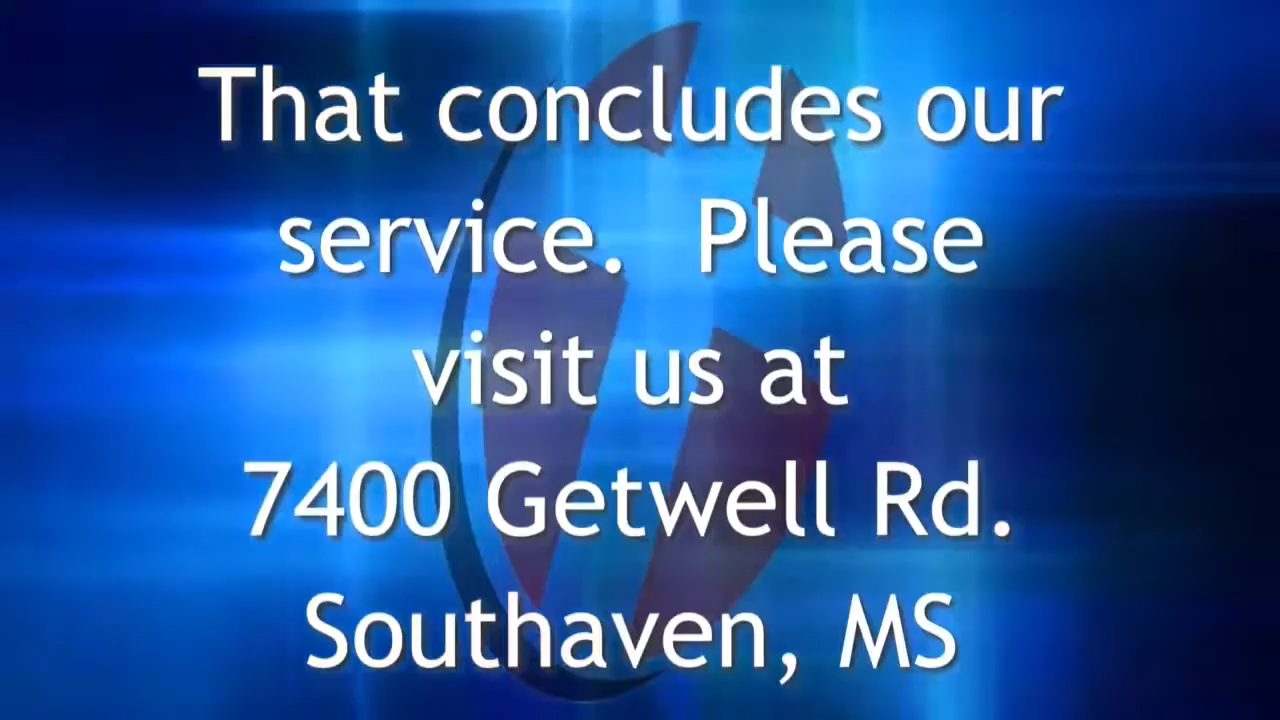 That concludes our
service.  Please
visit us at
7400 Getwell Rd.
Southaven, MS